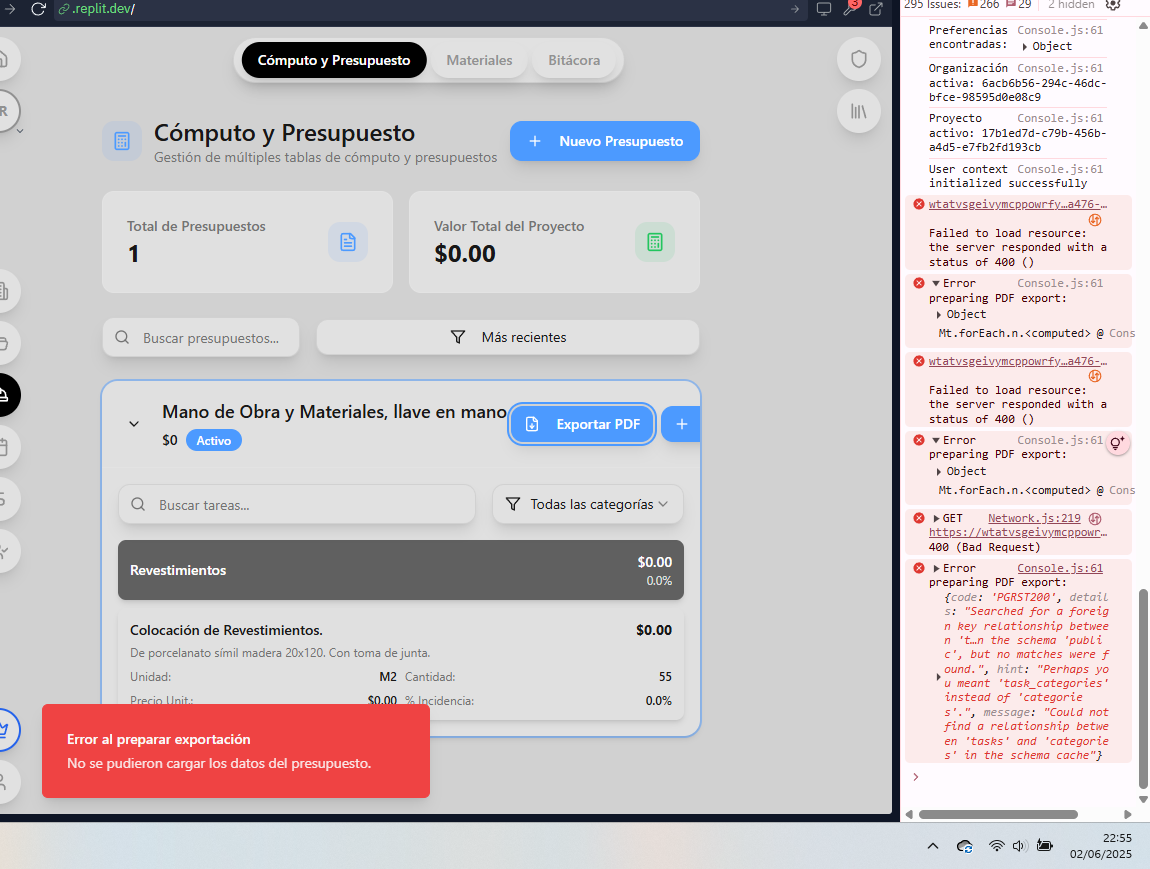 .replit.dev/
295 Issues: 266 29 2 hidden
Cómputo y Presupuesto
Materiales
Bitácora
R
Cómputo y Presupuesto
Gestión de múltiples tablas de cómputo y presupuestos
+ Nuevo Presupuesto
Total de Presupuestos
1
Valor Total del Proyecto
$0.00
Buscar presupuestos...
Más recientes
Mano de Obra y Materiales, llave en mano
$0 Activo
Exportar PDF
+
Buscar tareas...
Todas las categorías
Revestimientos
$0.00
0.0%
Colocación de Revestimientos.
$0.00
De porcelanato símil madera 20x120. Con toma de junta.
Unidad: M2 Cantidad: 55
Precio Unit.: $0.00 % Incidencia: 0.0%
Error al preparar exportación
No se pudieron cargar los datos del presupuesto.
Preferencias Console.js:61
encontradas: Object
Organización Console.js:61
activa: 6acb6b56-294c-46dc-
bfce-98595d0e08c9
Proyecto Console.js:61
activo: 17b1ed7d-c79b-456b-
a4d5-e7fb2fd193cb
User context Console.js:61
initialized successfully
wtatvsgeivymcppowrfy…a476-…
Failed to load resource:
the server responded with a
status of 400 ()
Error Console.js:61
preparing PDF export:
Object
Mt.forEach.n.<computed> @ Cons
wtatvsgeivymcppowrfy…a476-…
Failed to load resource:
the server responded with a
status of 400 ()
Error Console.js:61
preparing PDF export:
Object
Mt.forEach.n.<computed> @ Cons
GET Network.js:219
https://wtatvsgeivymcppowr…
400 (Bad Request)
Error Console.js:61
preparing PDF export:
{code: 'PGRST200', detail
s: "Searched for a foreig
n key relationship betwee
n 't…n the schema 'publi
c', but no matches were f
ound.", hint: "Perhaps yo
u meant 'task_categories'
instead of 'categorie
s'.", message: "Could not
find a relationship betwe
en 'tasks' and 'categorie
s' in the schema cache"}
22:55
02/06/2025